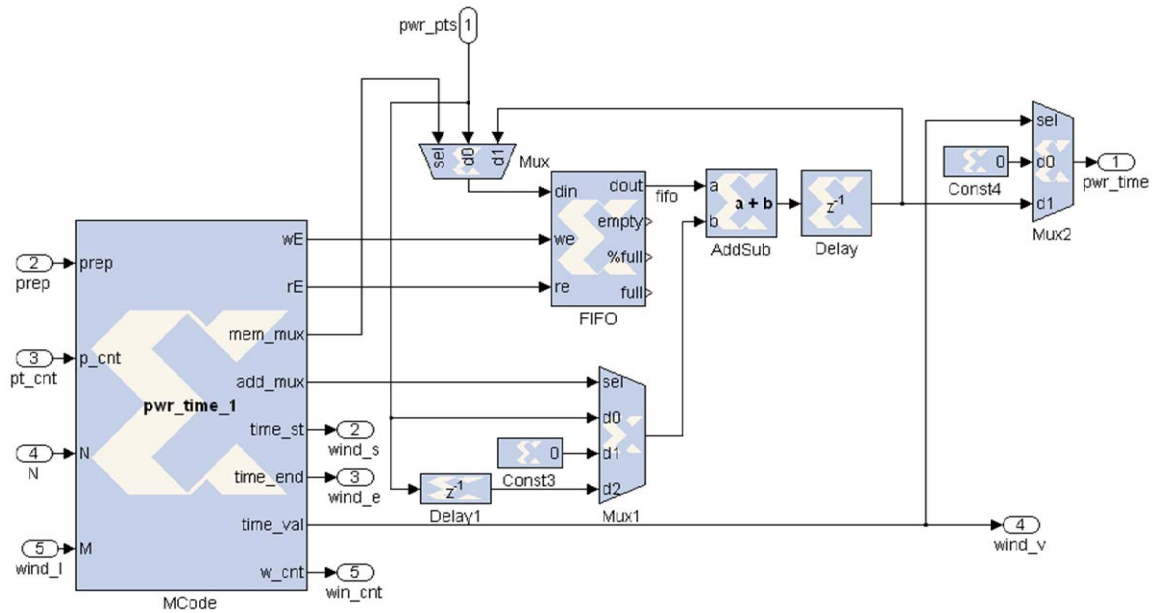 pwr_pts
1
sel
d0
d1
Mux
sel
d0
d1
0
Const4
Mux2
1
pwr_time
din
we
re
dout
empty
%full
full
FIFO
fifo
a
b
a + b
AddSub
z-1
Delay
2
prep
3
pt_cnt
4
N
5
wind_l
prep
p_cnt
N
M
pwr_time_1
wE
rE
mem_mux
add_mux
time_st
time_end
time_val
w_cnt
MCode
2
wind_s
3
wind_e
0
Const3
z-1
Delay1
sel
d0
d1
d2
Mux1
4
wind_v
5
win_cnt